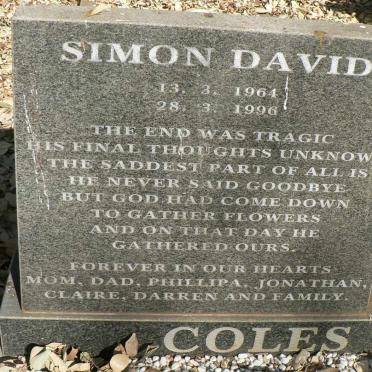 SIMON DAVID
13. 3. 1964
28. 3. 1996
THE END WAS TRAGIC
HIS FINAL THOUGHTS UNKNOW
THE SADDEST PART OF ALL IS
HE NEVER SAID GOODBYE
BUT GOD HAD COME DOWN
TO GATHER FLOWERS
AND ON THAT DAY HE
GATHERED OURS.
FOREVER IN OUR HEARTS
MOM, DAD, PHILLIPA, JONATHAN,
CLAIRE, DARREN AND FAMILY.
COLES